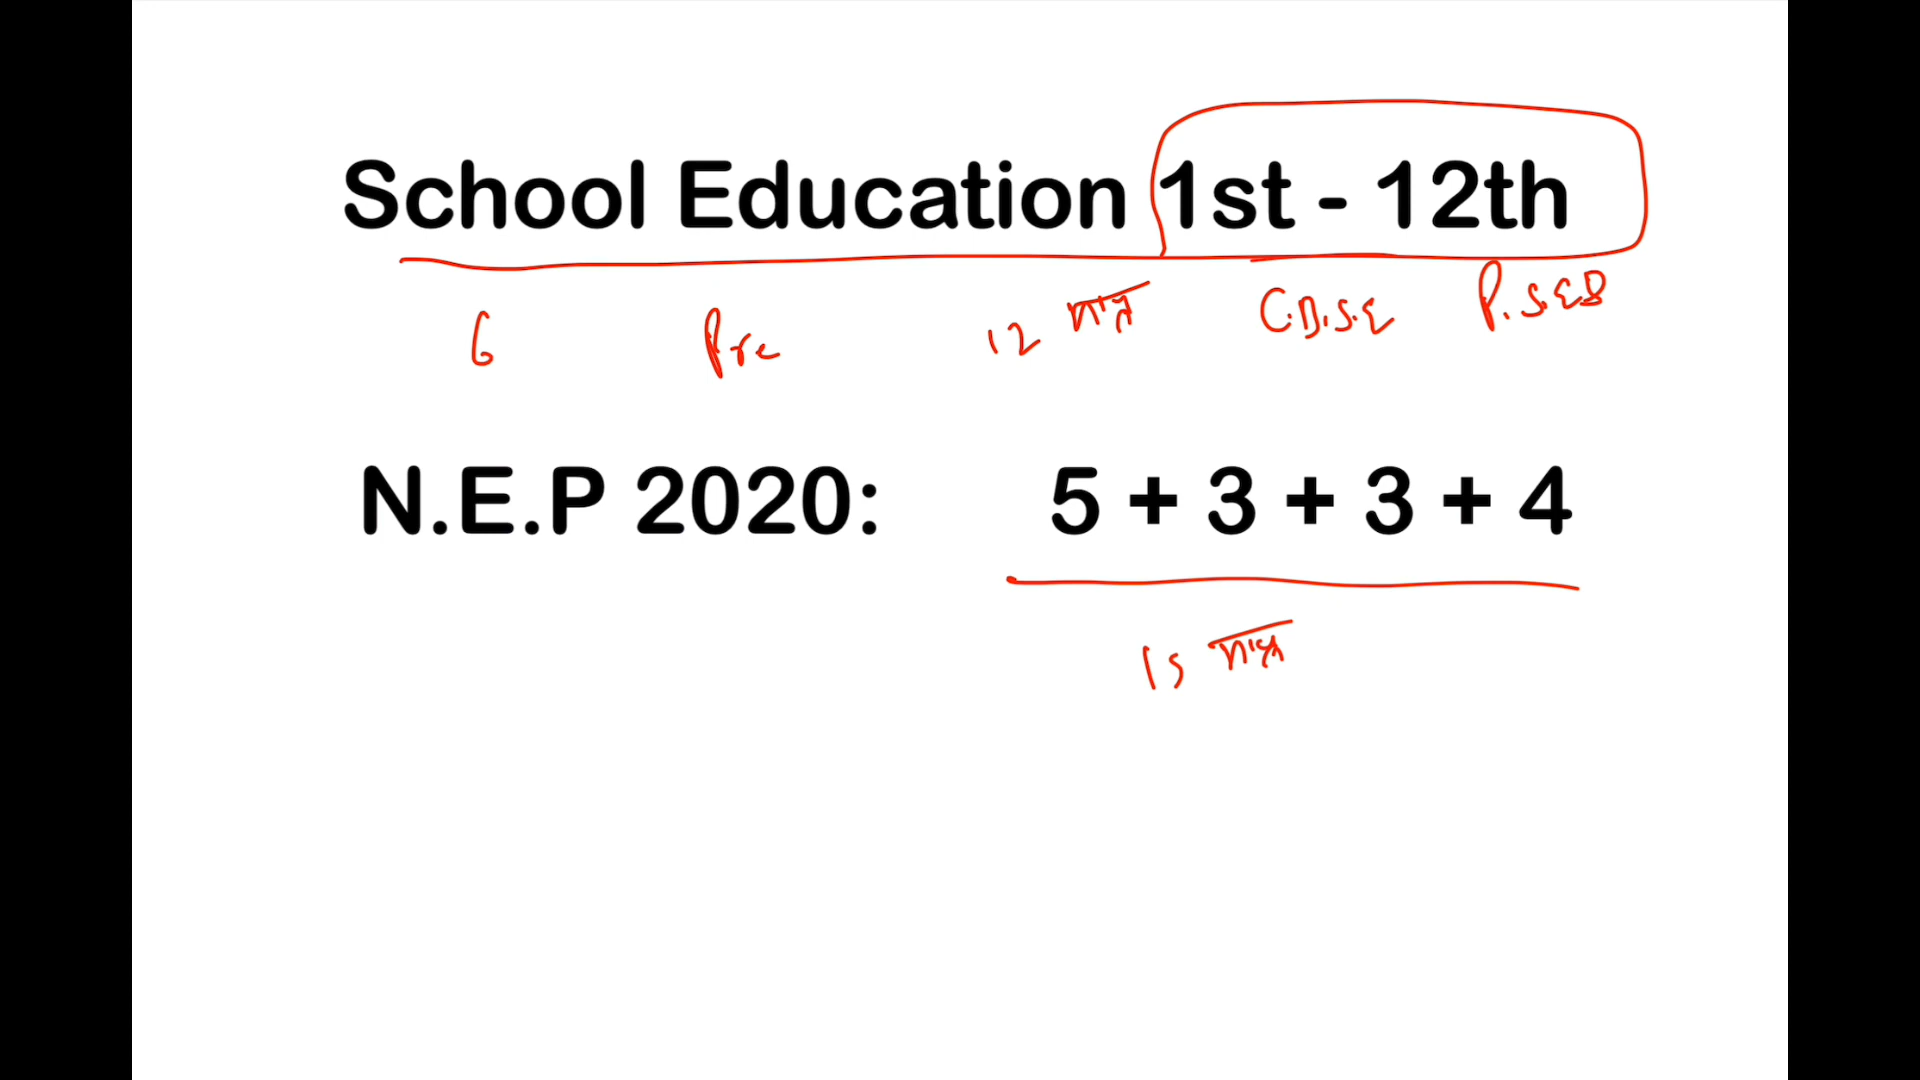 School Education 1st - 12th
6 Pre 12 ਸਾਲ C.B.S.E P.S.E.B
N.E.P 2020: 5 + 3 + 3 + 4
15 ਸਾਲ